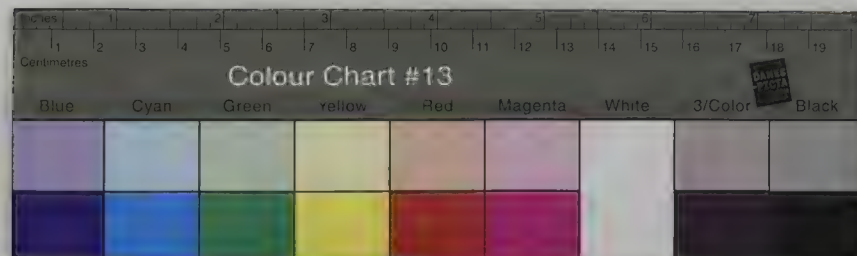 Inches 1 2 3 4 5 6 7
1 2 3 4 5 6 7 8 9 10 11 12 13 14 15 16 17 18 19
Centimetres
Colour Chart #13
DANES
PICTA
Blue Cyan Green Yellow Red Magenta White 3/Color Black